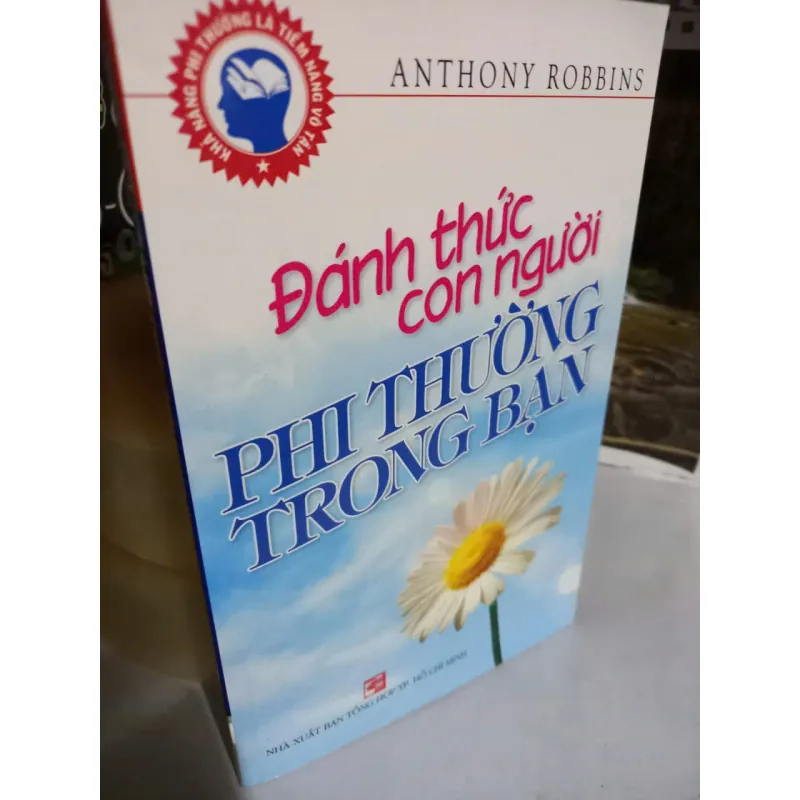 KHẢ NĂNG PHI THƯỜNG LÀ TIỀM NĂNG VÔ TẬN
ANTHONY ROBBINS
Đánh thức
con người
PHI THƯỜNG
TRONG BẠN
NHÀ XUẤT BẢN TỔNG HỢP TP. HỒ CHÍ MINH